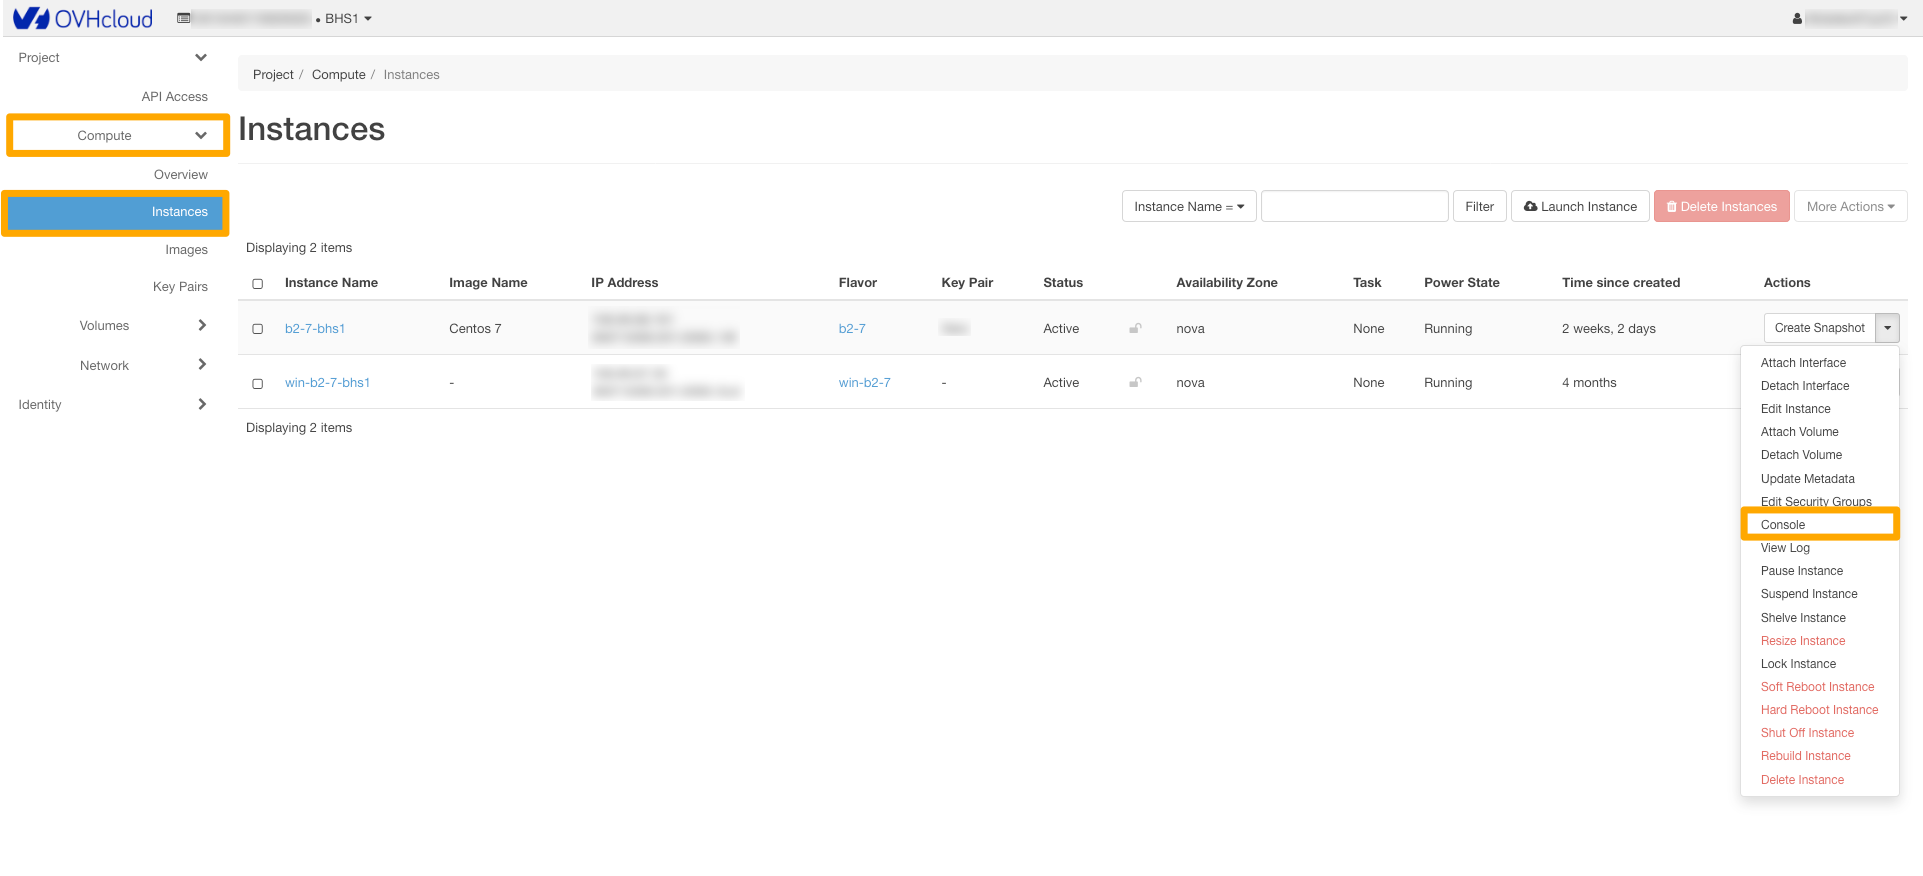 OVHcloud • BHS1
Project
API Access
Compute
Overview
Instances
Images
Key Pairs
Volumes
Network
Identity
Project / Compute / Instances
Instances
Instance Name = Filter Launch Instance Delete Instances More Actions
Displaying 2 items
Instance Name Image Name IP Address Flavor Key Pair Status Availability Zone Task Power State Time since created Actions
b2-7-bhs1 Centos 7 b2-7 Active nova None Running 2 weeks, 2 days Create Snapshot
win-b2-7-bhs1 - win-b2-7 - Active nova None Running 4 months
Displaying 2 items
Attach Interface
Detach Interface
Edit Instance
Attach Volume
Detach Volume
Update Metadata
Edit Security Groups
Console
View Log
Pause Instance
Suspend Instance
Shelve Instance
Resize Instance
Lock Instance
Soft Reboot Instance
Hard Reboot Instance
Shut Off Instance
Rebuild Instance
Delete Instance